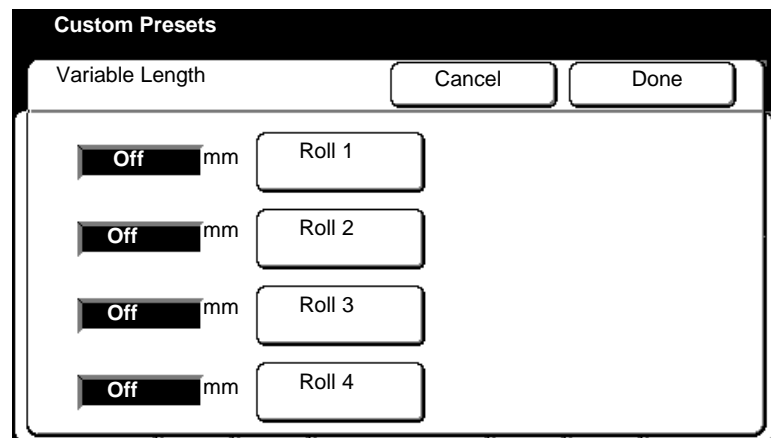 Custom Presets
Variable Length Cancel Done
Off mm Roll 1
Off mm Roll 2
Off mm Roll 3
Off mm Roll 4